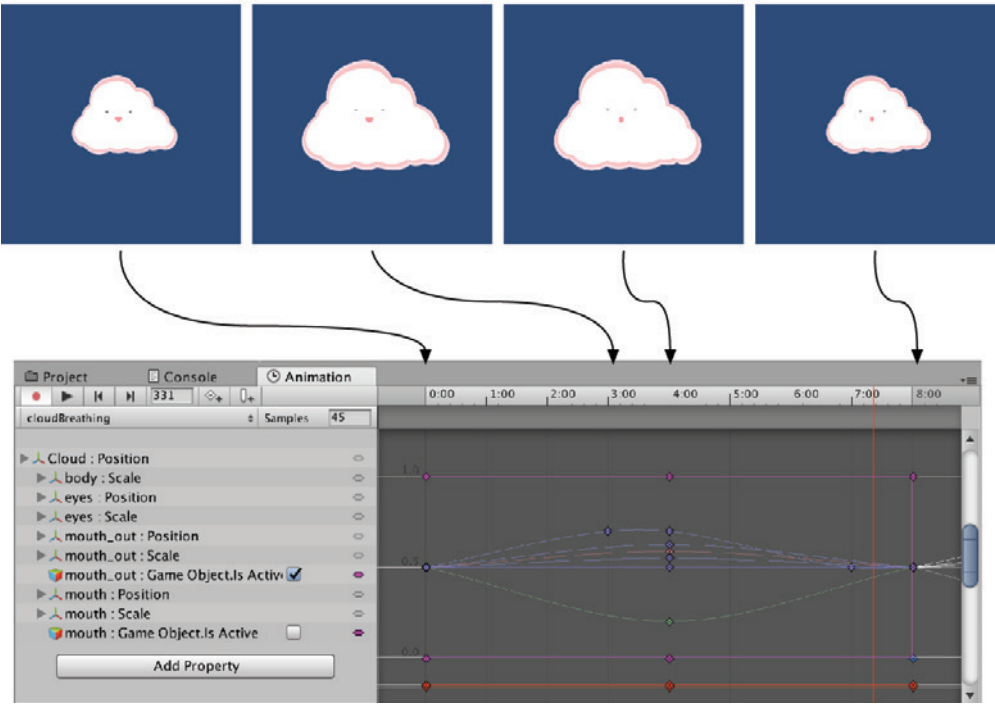 Project Console Animation
331 0:00 1:00 2:00 3:00 4:00 5:00 6:00 7:00 8:00
cloudBreathing Samples 45
Cloud : Position
body : Scale
1.0
eyes : Position
eyes : Scale
mouth_out : Position
mouth_out : Scale
0.5
mouth_out : Game Object.Is Activ
mouth : Position
mouth : Scale
mouth : Game Object.Is Active
0.0
Add Property